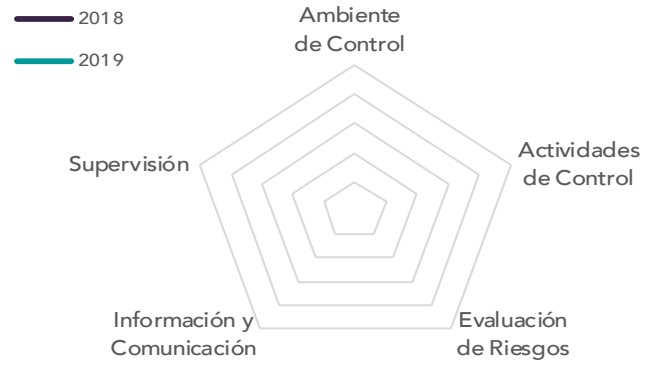 2018
2019
Ambiente
de Control
Actividades
de Control
Supervisión
Información y
Comunicación
Evaluación
de Riesgos